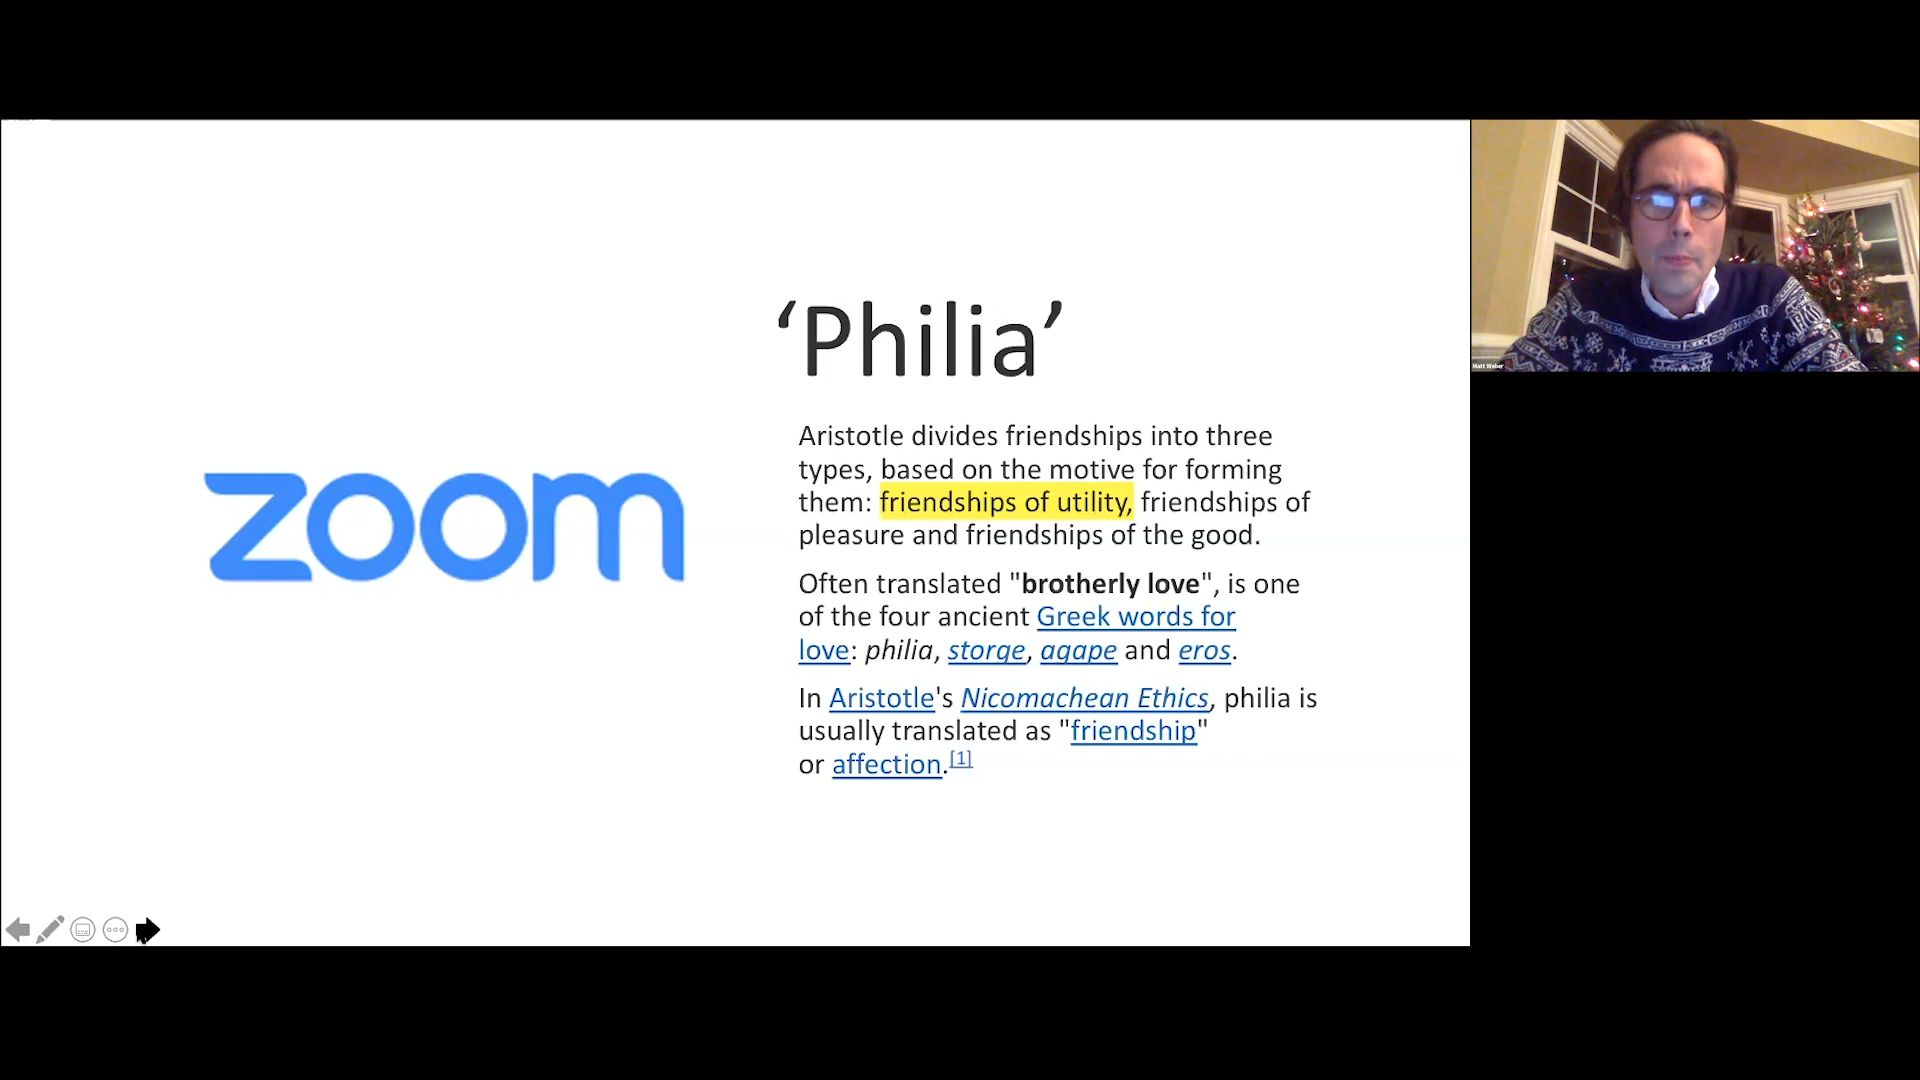 ‘Philia’
zoom
Aristotle divides friendships into three
types, based on the motive for forming
them: friendships of utility, friendships of
pleasure and friendships of the good.
Often translated "brotherly love", is one
of the four ancient Greek words for
love: philia, storge, agape and eros.
In Aristotle's Nicomachean Ethics, philia is
usually translated as "friendship"
or affection.[1]
Matt Weber